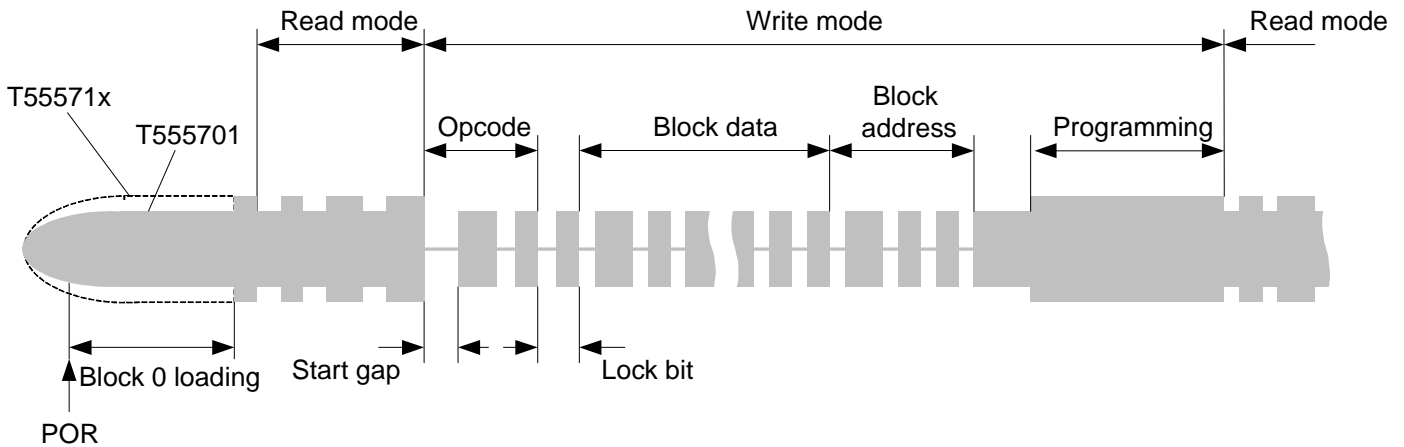 Read mode
Write mode
Read mode
T55571x
T555701
Opcode
Block data
Block
address
Programming
Block 0 loading
Start gap
Lock bit
POR